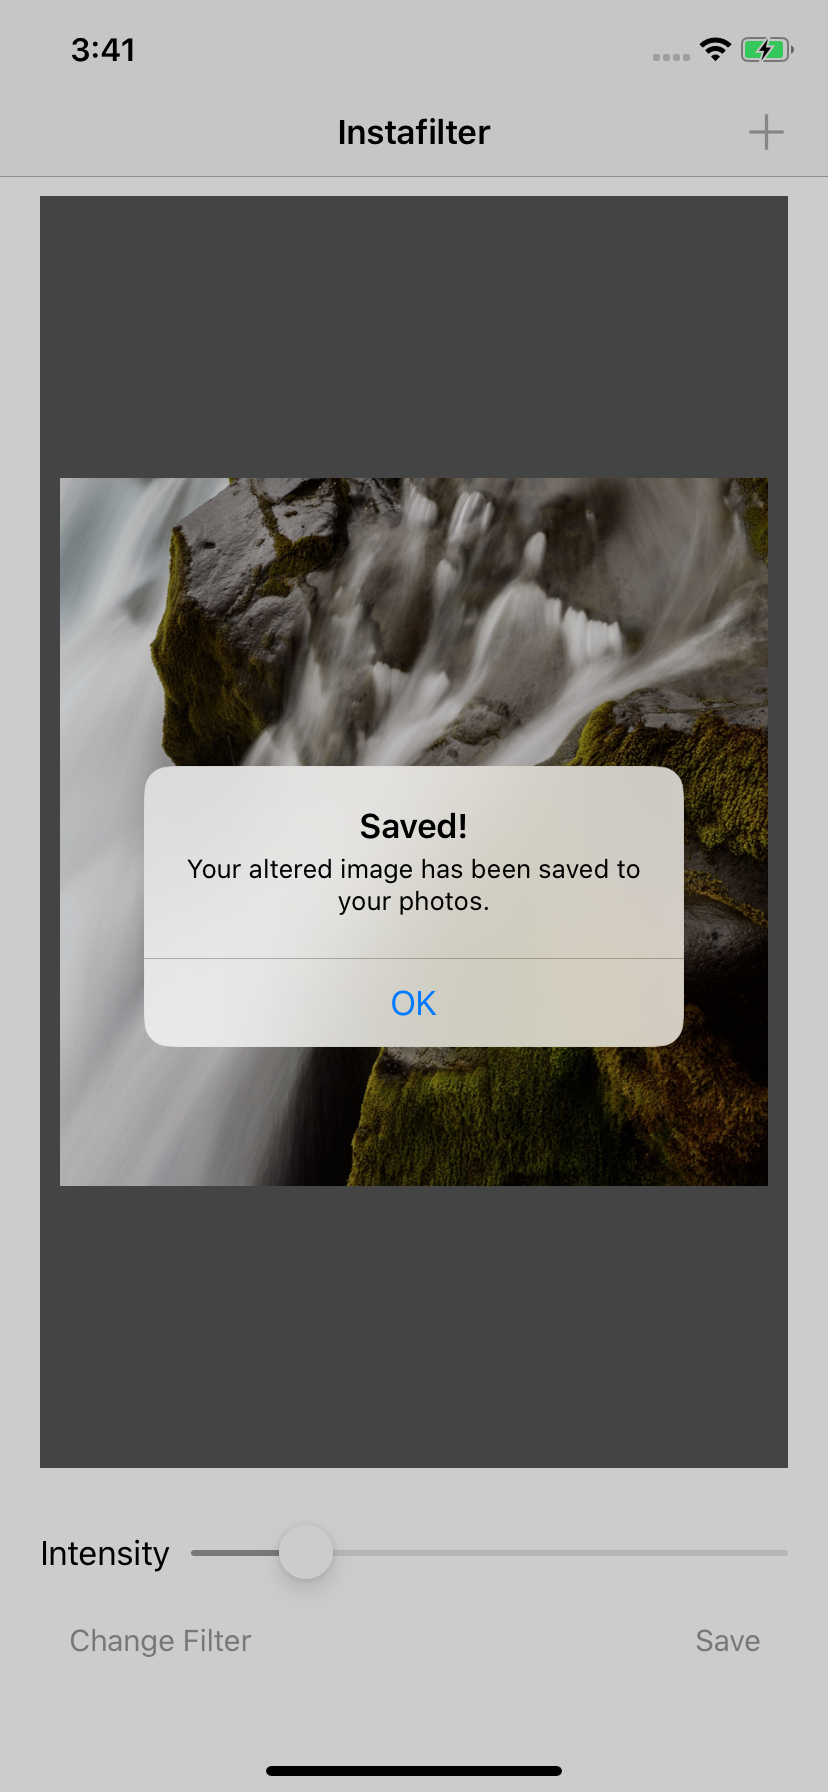 3:41
Instafilter
Saved!
Your altered image has been saved to
your photos.
OK
Intensity
Change Filter
Save